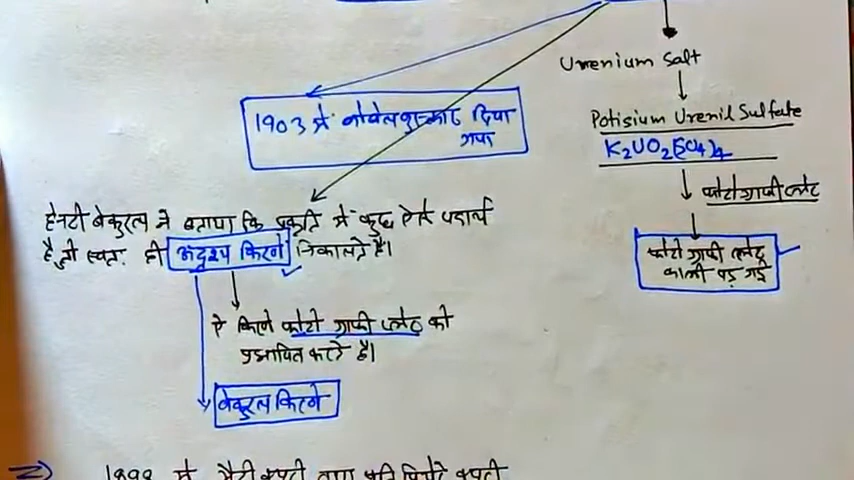 Urenium Salt
Potisium Urenil Sulfate
K2UO2(SO4)4
फोटो ग्राफी प्लेट
फोटो ग्राफी प्लेट
काली पड़ गई
1903 में नोवेल पुरस्कार दिया
गया
हेनरी बेकुरल ने बताया कि प्रकृति में कुछ ऐसे पदार्थ
है, जो स्वतः ही अदृश्य किरणे निकालते है।
ये किरणे फोटो ग्राफी प्लेट को
प्रभावित करते है।
बेकुरल किरणे